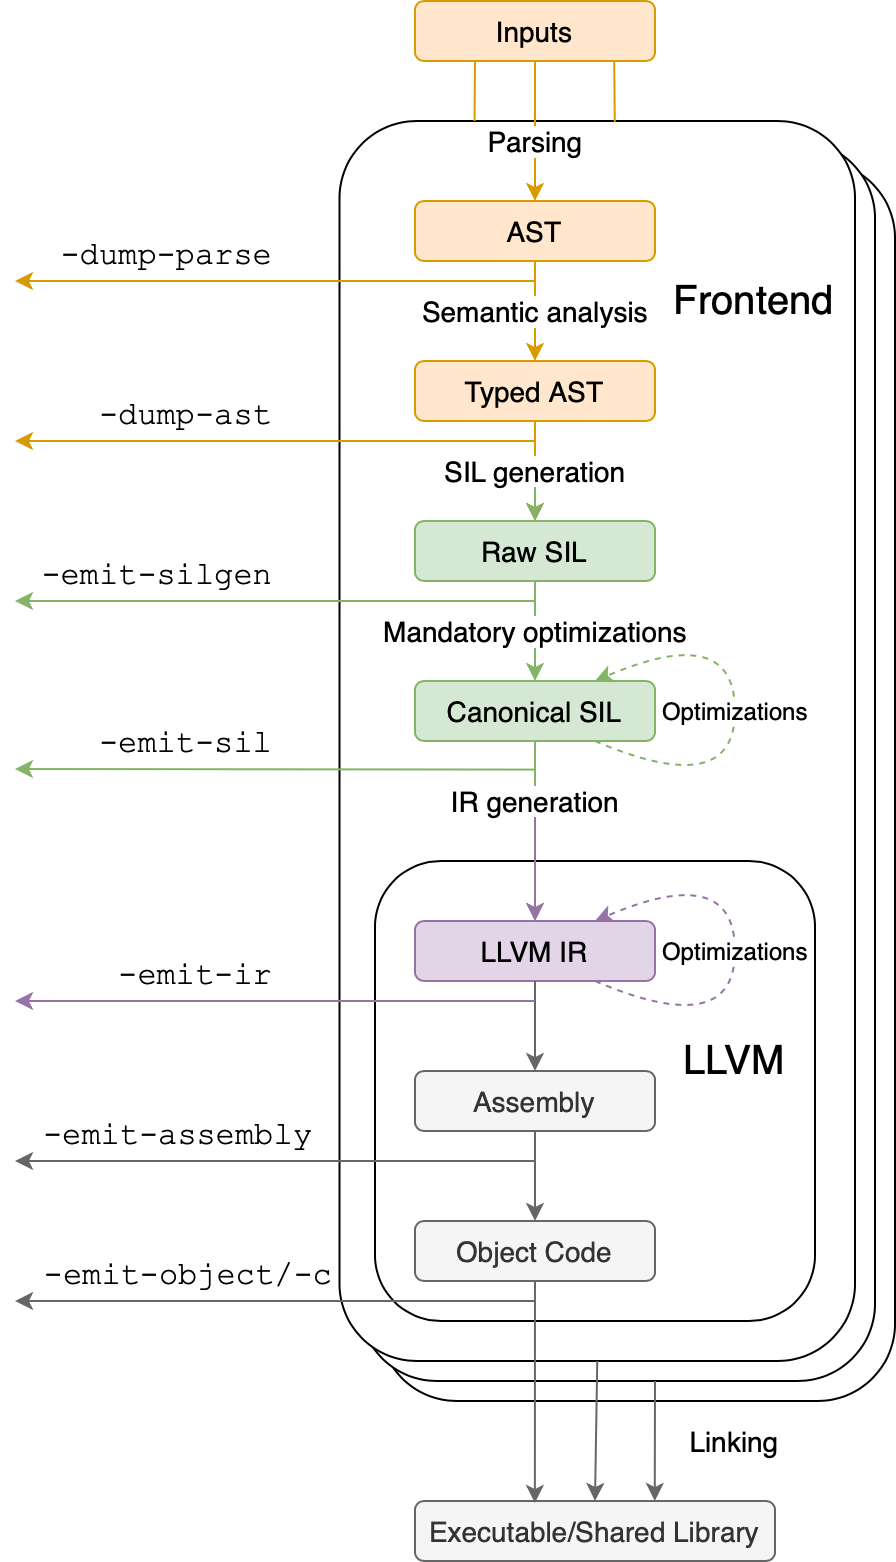 Inputs
Parsing
AST
-dump-parse
Frontend
Semantic analysis
Typed AST
-dump-ast
SIL generation
Raw SIL
-emit-silgen
Mandatory optimizations
Canonical SIL
Optimizations
-emit-sil
IR generation
LLVM IR
Optimizations
-emit-ir
LLVM
Assembly
-emit-assembly
Object Code
-emit-object/-c
Linking
Executable/Shared Library